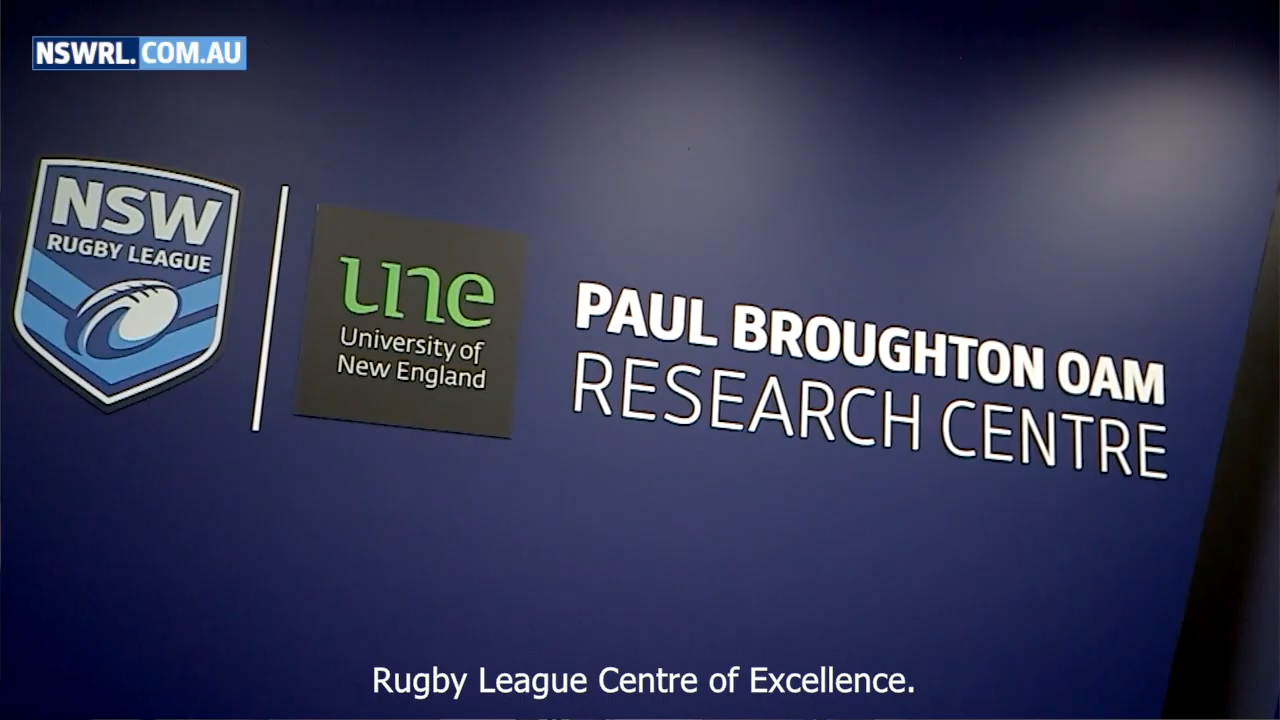 NSWRL.COM.AU
NSW
RUGBY LEAGUE
une
University of
New England
PAUL BROUGHTON OAM
RESEARCH CENTRE
Rugby League Centre of Excellence.